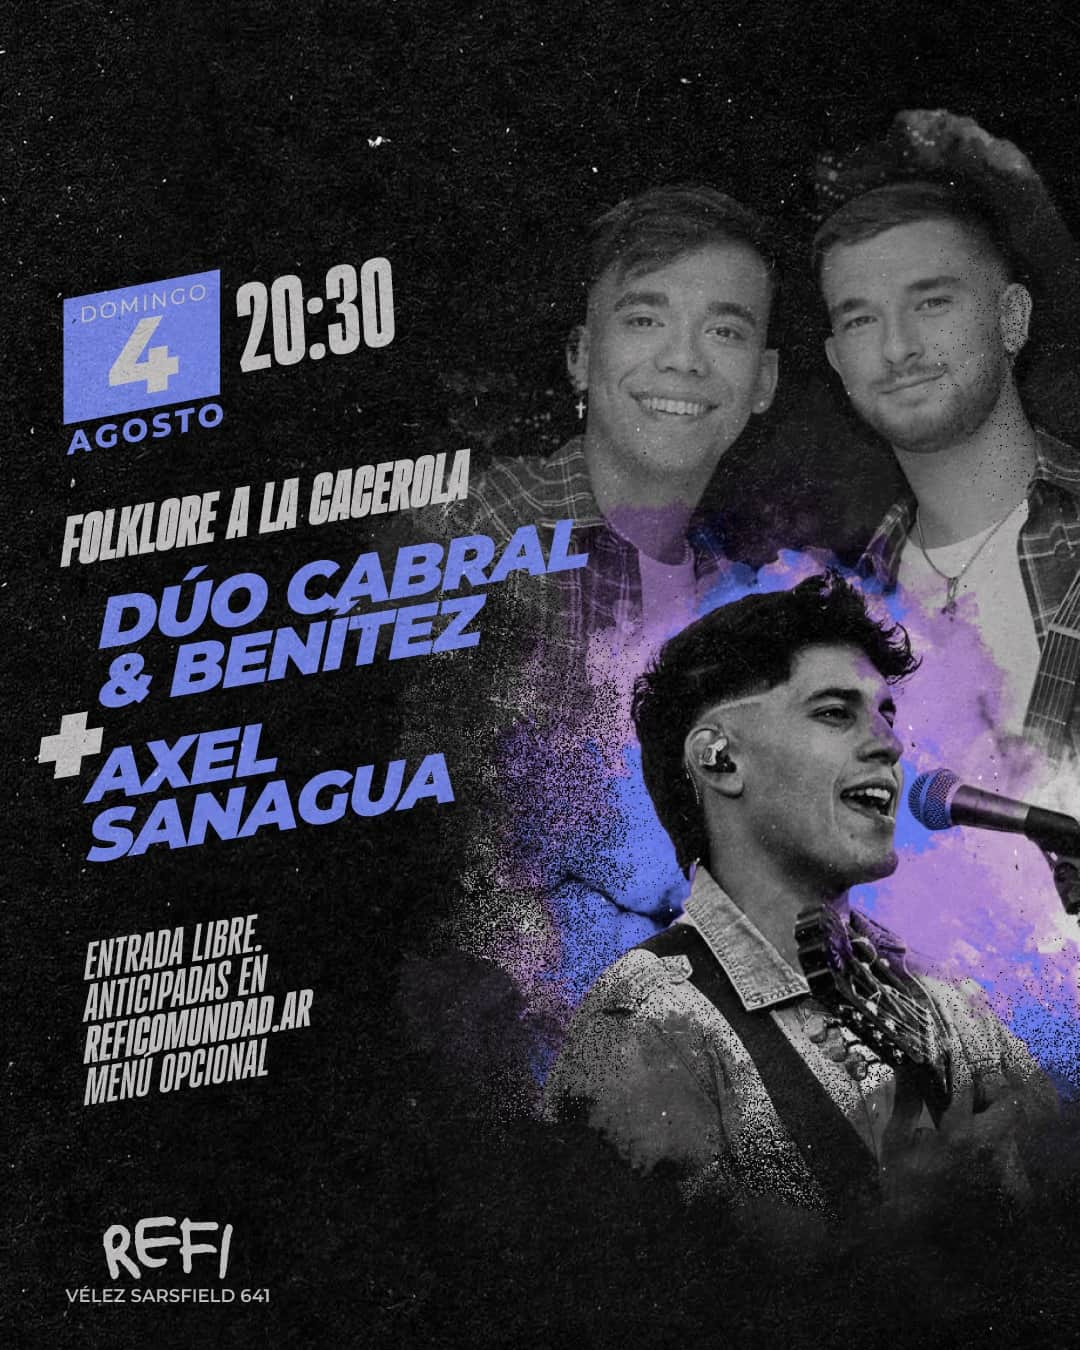 DOMINGO
4
AGOSTO
20:30
FOLKLORE A LA CACEROLA
DÚO CABRAL
& BENÍTEZ
+
AXEL
SANAGUA
ENTRADA LIBRE.
ANTICIPADAS EN
REFICOMUNIDAD.AR
MENÚ OPCIONAL
REFI
VÉLEZ SARSFIELD 641